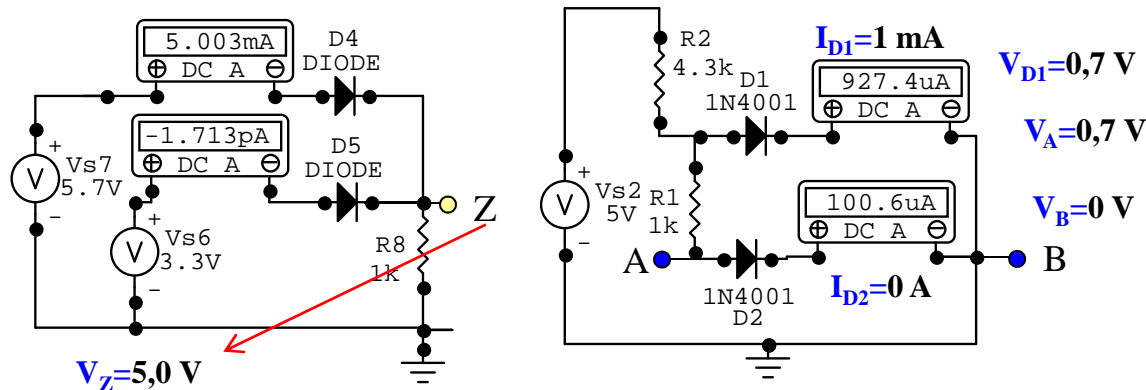 5.003mA
DC A
D4
DIODE
-1.713pA
DC A
D5
DIODE
+
Vs7
5.7V
-
+
Vs6
3.3V
-
Z
R8
1k
VZ=5,0 V
R2
4.3k
ID1=1 mA
D1
1N4001
927.4uA
DC A
VD1=0,7 V
VA=0,7 V
VB=0 V
+
Vs2
5V
-
R1
1k
100.6uA
DC A
A
B
1N4001
D2
ID2=0 A